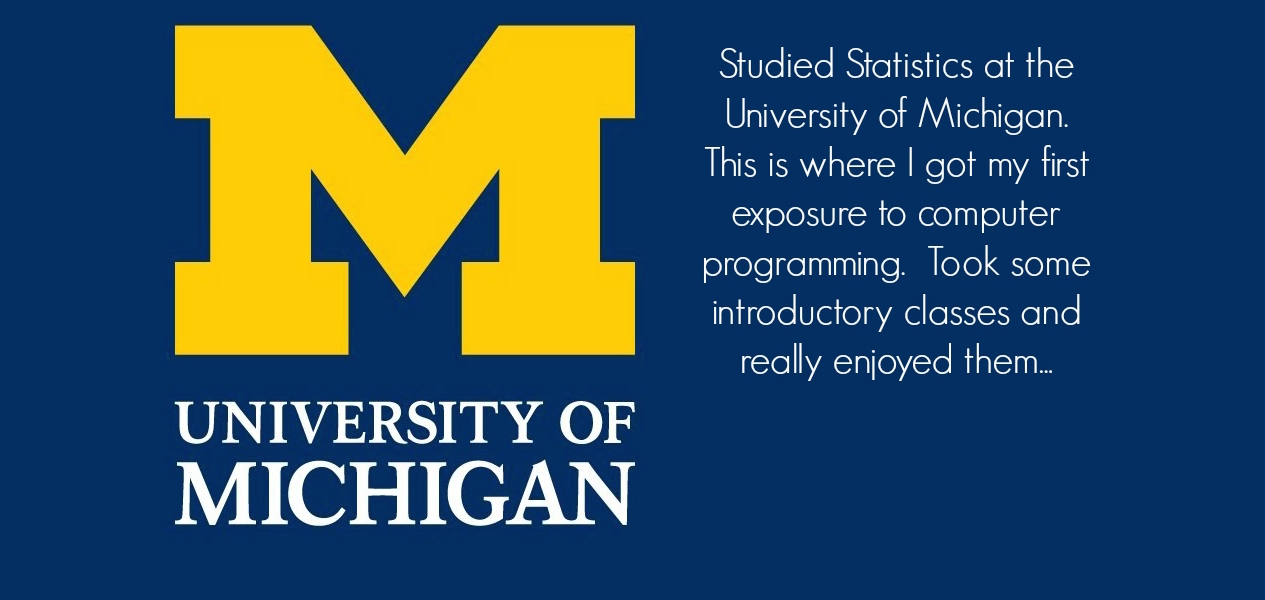 M
UNIVERSITY OF
MICHIGAN
Studied Statistics at the
University of Michigan.
This is where I got my first
exposure to computer
programming.  Took some
introductory classes and
really enjoyed them...